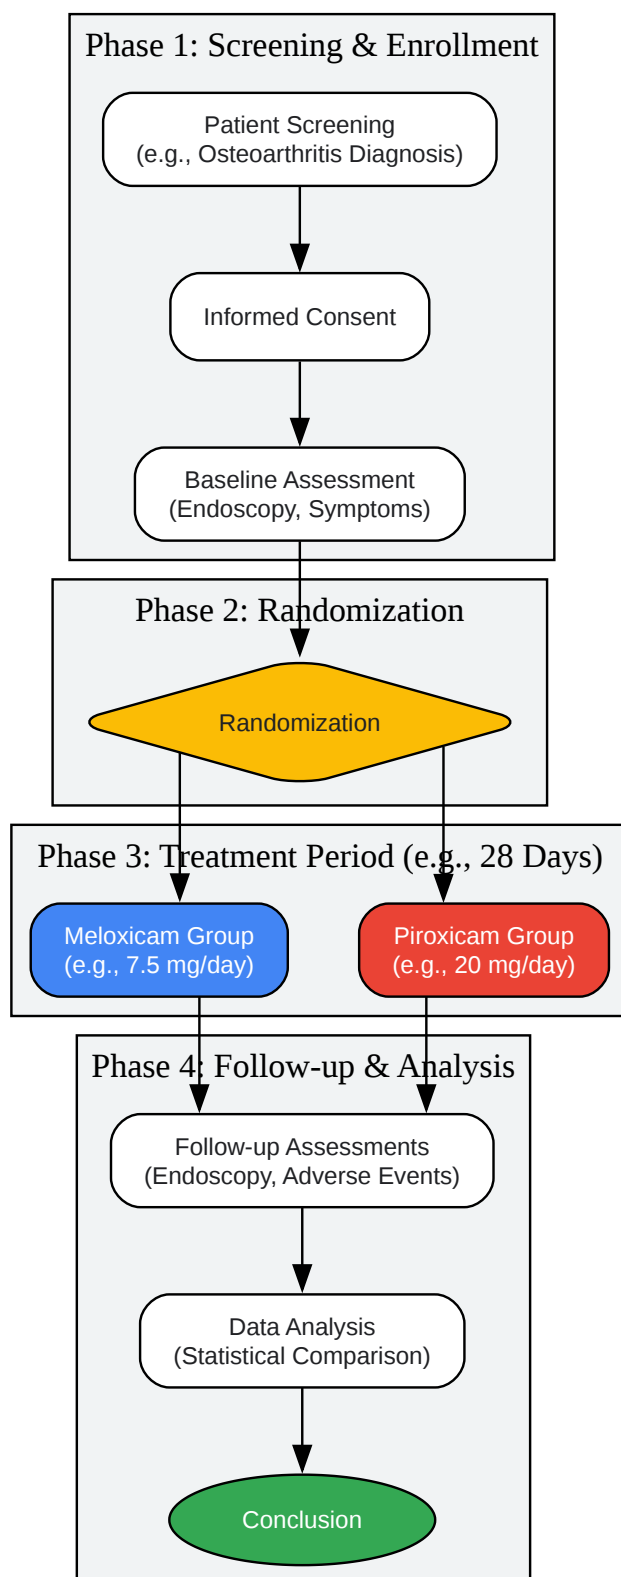 Phase 1: Screening & Enrollment
Patient Screening
(e.g., Osteoarthritis Diagnosis)
Informed Consent
Baseline Assessment
(Endoscopy, Symptoms)
Phase 2: Randomization
Randomization
Phase 3: Treatment Period (e.g., 28 Days)
Meloxicam Group
(e.g., 7.5 mg/day)
Piroxicam Group
(e.g., 20 mg/day)
Phase 4: Follow-up & Analysis
Follow-up Assessments
(Endoscopy, Adverse Events)
Data Analysis
(Statistical Comparison)
Conclusion